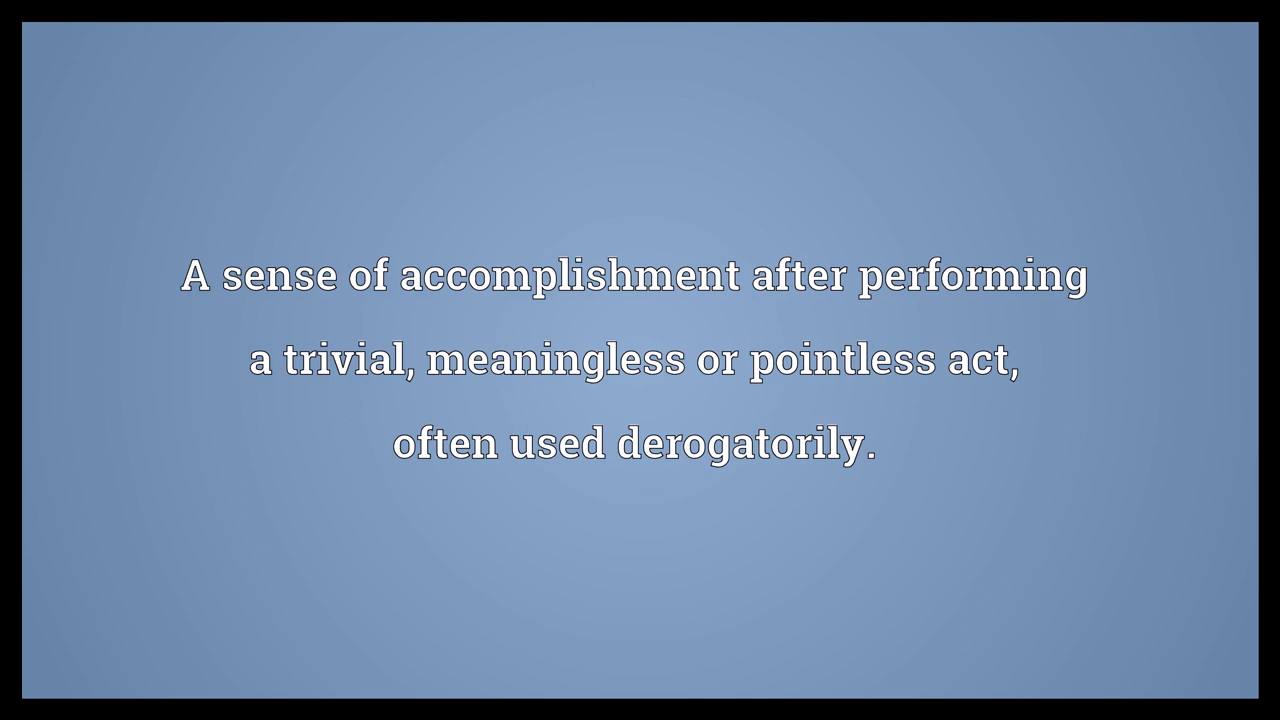 A sense of accomplishment after performing
a trivial, meaningless or pointless act,
often used derogatorily.